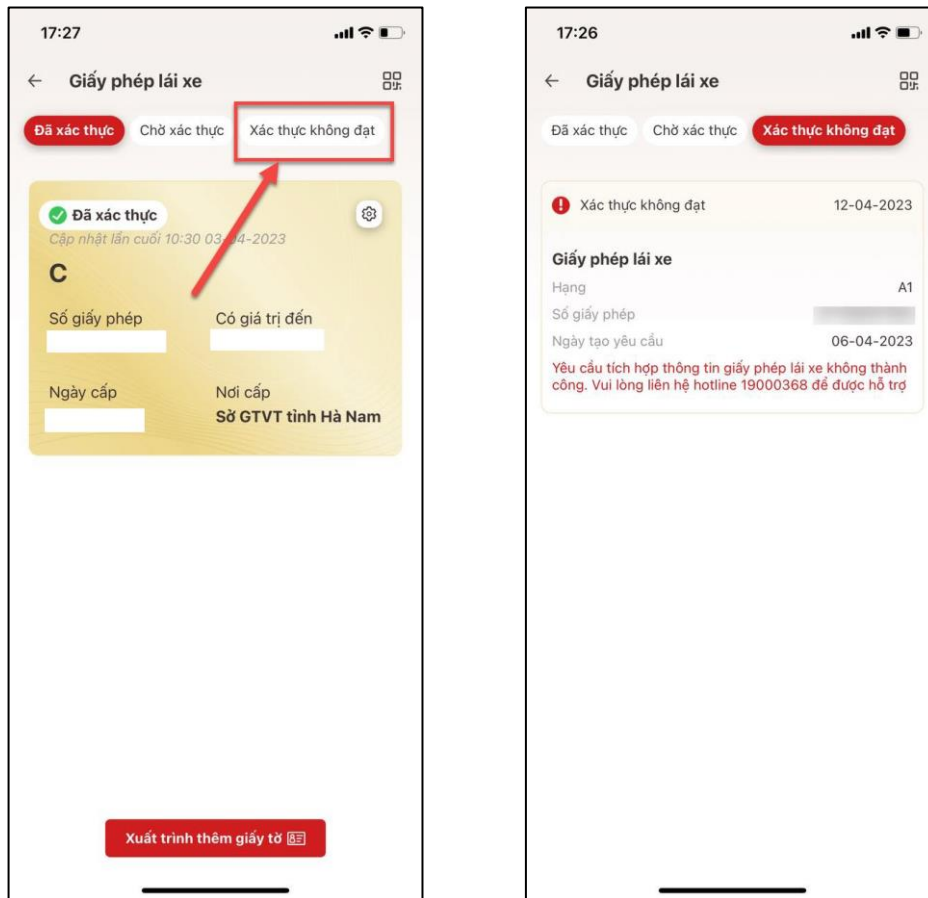 17:27
Giấy phép lái xe
Đã xác thực
Chờ xác thực
Xác thực không đạt
Đã xác thực
Cập nhật lần cuối 10:30 03-04-2023
C
Số giấy phép
Có giá trị đến
Ngày cấp
Nơi cấp
Sở GTVT tỉnh Hà Nam
Xuất trình thêm giấy tờ
17:26
Giấy phép lái xe
Đã xác thực
Chờ xác thực
Xác thực không đạt
Xác thực không đạt
12-04-2023
Giấy phép lái xe
Hạng
A1
Số giấy phép
Ngày tạo yêu cầu
06-04-2023
Yêu cầu tích hợp thông tin giấy phép lái xe không thành
công. Vui lòng liên hệ hotline 19000368 để được hỗ trợ